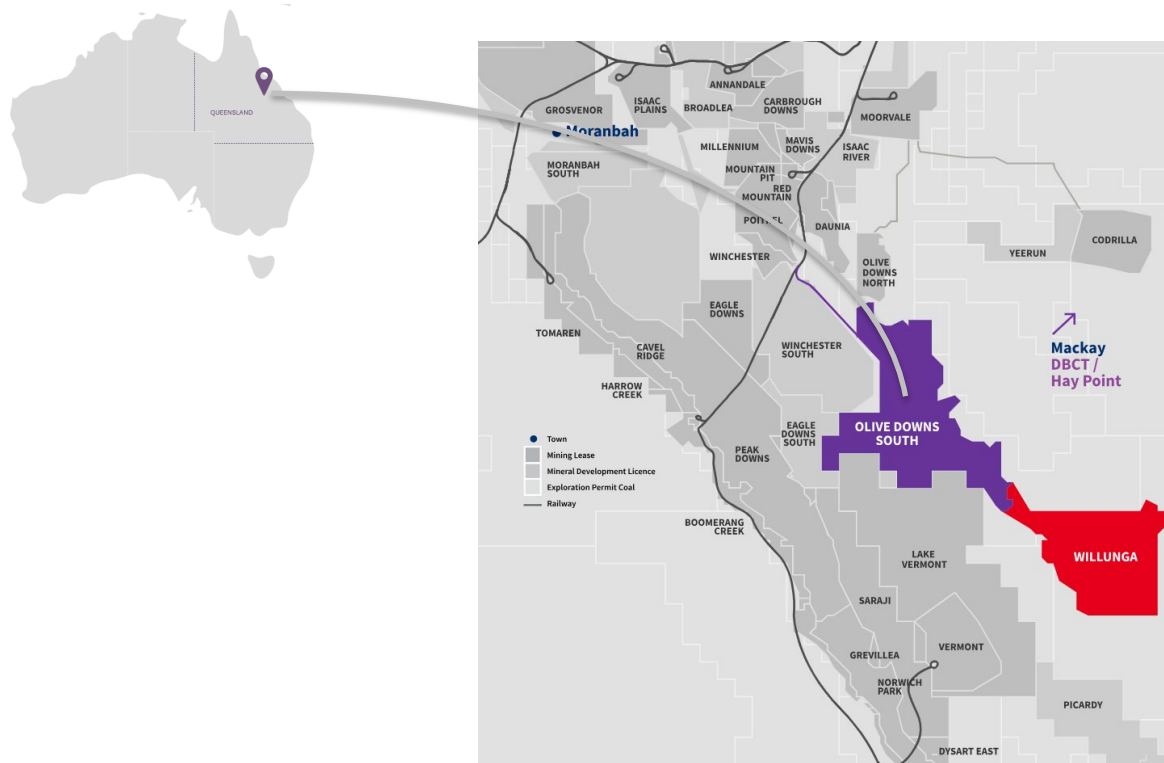 QUEENSLAND
ANNANDALE
ISAAC
PLAINS
BROADLEA
CARBROUGH
DOWNS
GROSVENOR
MOORVALE
Moranbah
MILLENNIUM
MAVIS
DOWNS
ISAAC
RIVER
MORANBAH
SOUTH
MOUNTAIN
PIT
RED
MOUNTAIN
DAUNIA
CODRILLA
YEERUN
WINCHESTER
OLIVE
DOWNS
NORTH
EAGLE
DOWNS
TOMAREN
CAVEL
RIDGE
WINCHESTER
SOUTH
Mackay
DBCT /
Hay Point
HARROW
CREEK
EAGLE
DOWNS
SOUTH
OLIVE DOWNS
SOUTH
PEAK
DOWNS
Town
Mining Lease
Mineral Development Licence
Exploration Permit Coal
Railway
BOOMERANG
CREEK
LAKE
VERMONT
WILLUNGA
SARAJI
GREVILLEA
VERMONT
NORWICH
PARK
PICARDY
DYSART EAST